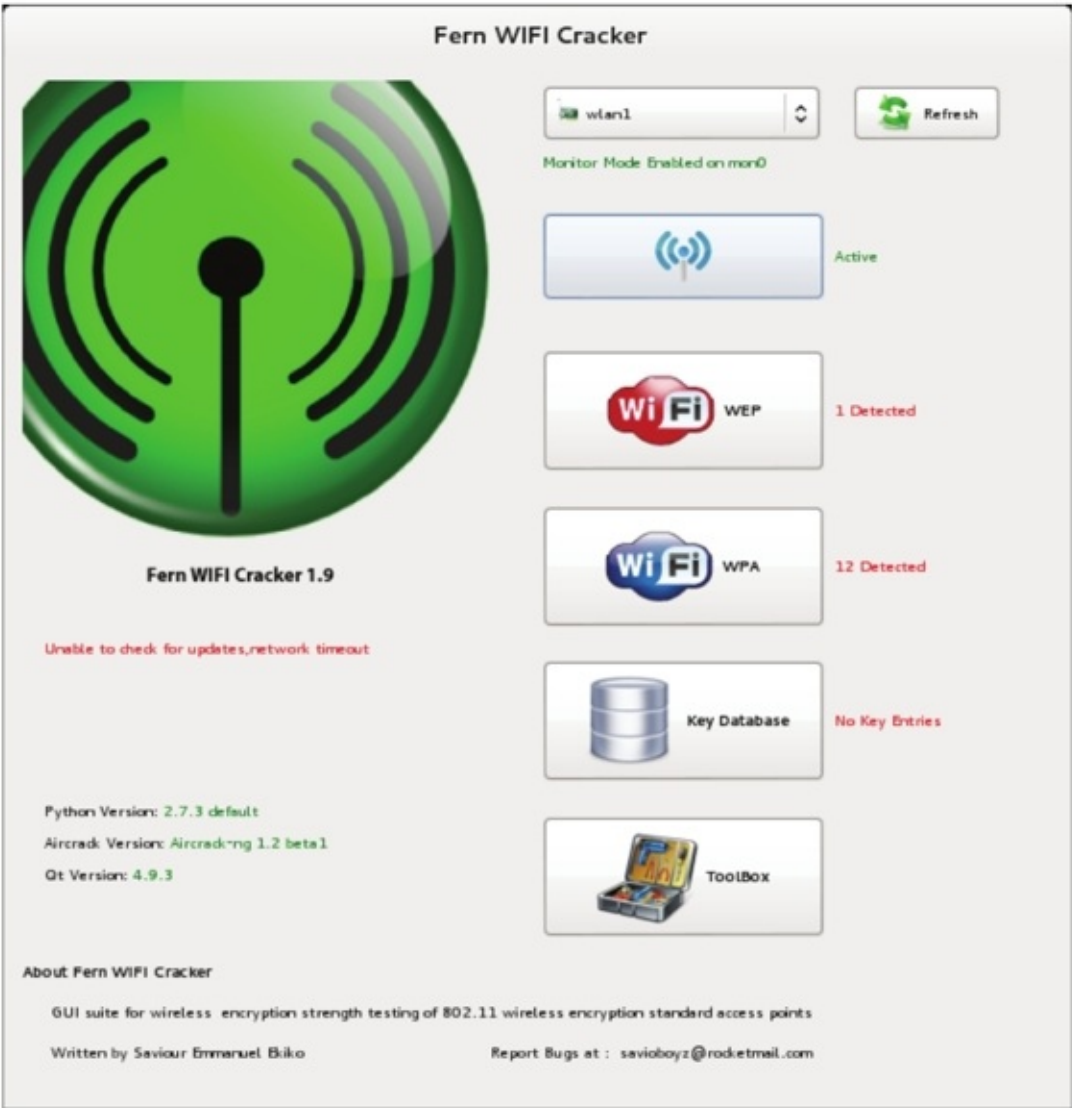 Fern WIFI Cracker
wlan1
Refresh
Monitor Mode Enabled on mon0
Active
WiFi WEP
1 Detected
WiFi WPA
12 Detected
Fern WIFI Cracker 1.9
Unable to check for updates,network timeout
Key Database
No Key Entries
Python Version: 2.7.3 default
Aircrack Version: Aircrack-ng 1.2 beta1
Qt Version: 4.9.3
ToolBox
About Fern WIFI Cracker
GUI suite for wireless encryption strength testing of 802.11 wireless encryption standard access points
Written by Saviour Emmanuel Ekiko
Report Bugs at : savioboyz@rocketmail.com